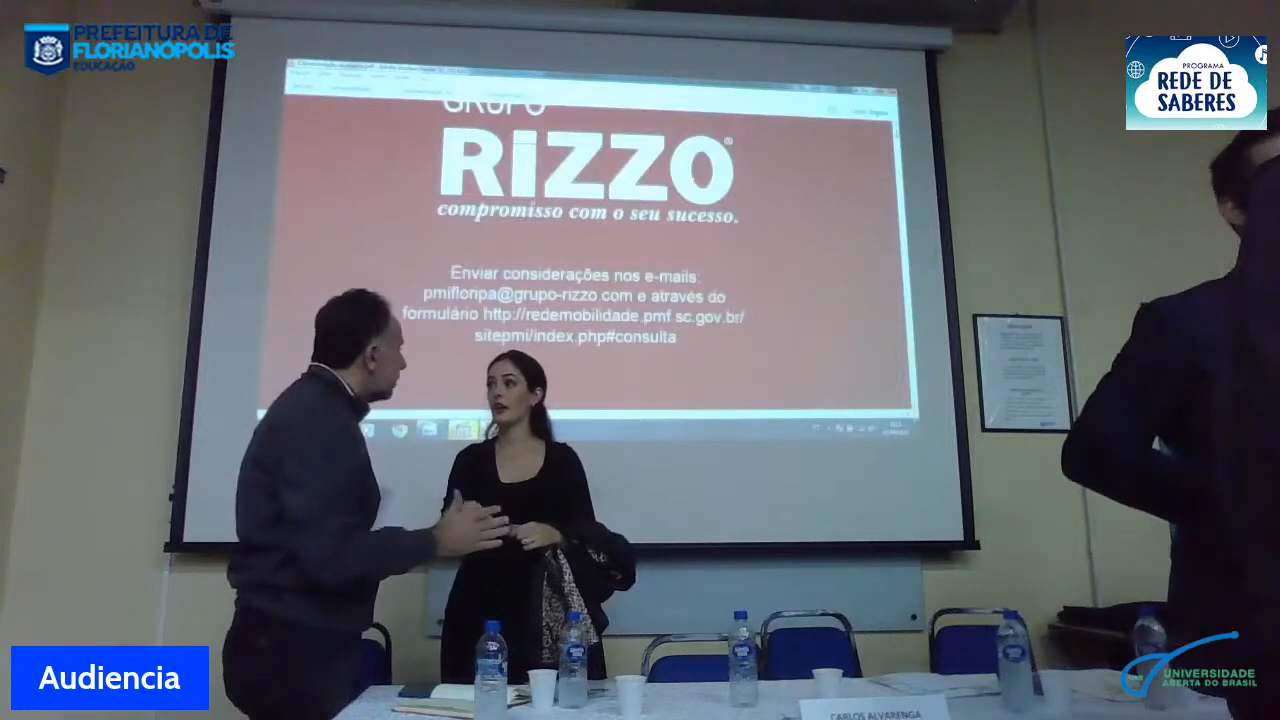 PREFEITURA DE
FLORIANÓPOLIS
EDUCAÇÃO
PROGRAMA
REDE DE
SABERES
GRUPO
RIZZO®
compromisso com o seu sucesso.
Enviar considerações nos e-mails:
pmifloripa@grupo-rizzo.com e através do
formulário http://redemobilidade.pmf.sc.gov.br/
sitepmi/index.php#consulta
Audiencia
CARLOS ALVARENGA
UNIVERSIDADE
ABERTA DO BRASIL